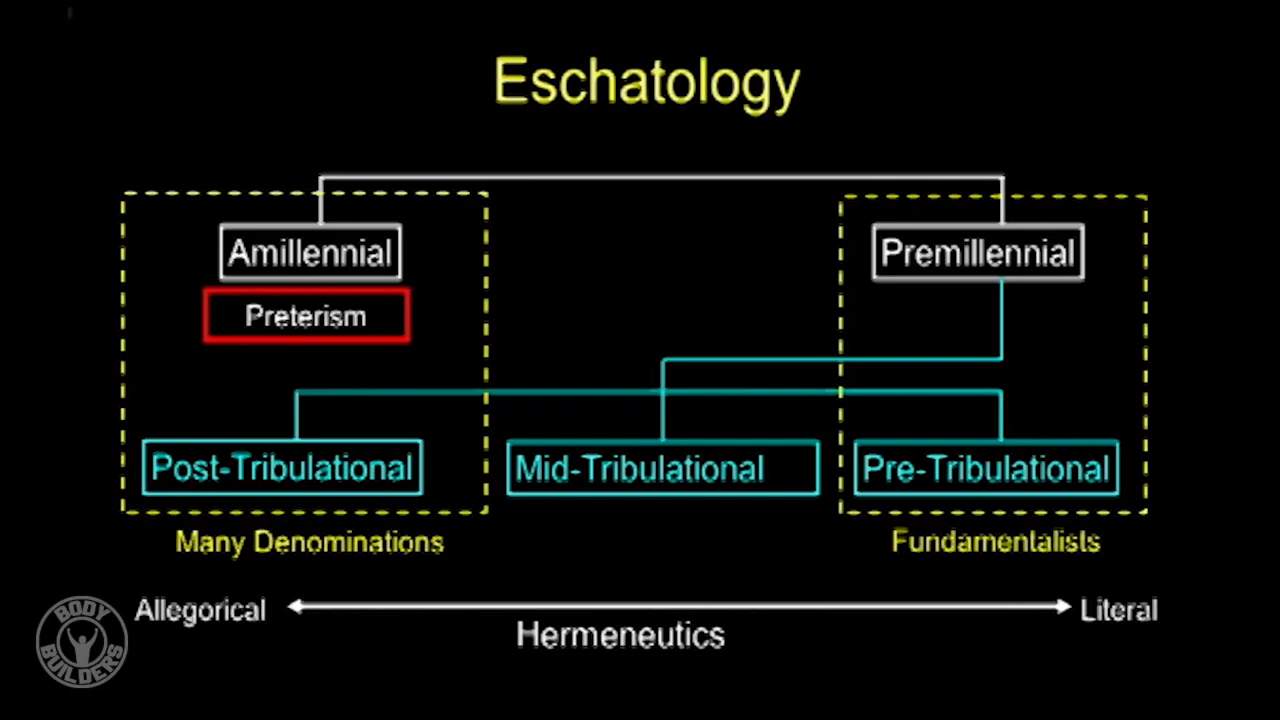 Eschatology
Amillennial
Premillennial
Preterism
Post-Tribulational
Mid-Tribulational
Pre-Tribulational
Many Denominations
Fundamentalists
Allegorical
Literal
Hermeneutics
BODY
BUILDERS